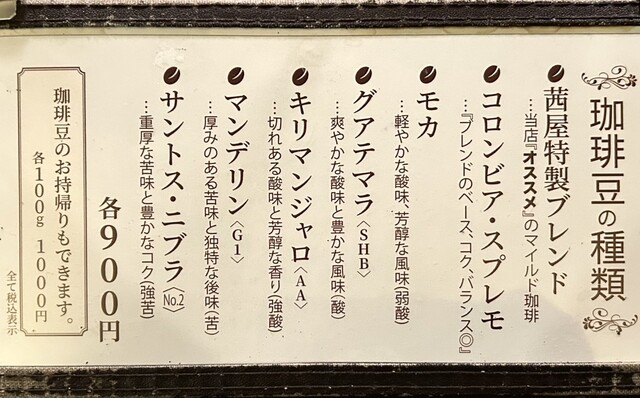 珈琲豆の種類
茜屋特製ブレンド
…当店『オススメ』のマイルド珈琲
コロンビア・スプレモ
…『ブレンドのベース、コク、バランス◎』
モカ
…軽やかな酸味、芳醇な風味(弱酸)
グアテマラ〈SHB〉
…爽やかな酸味と豊かな風味(酸)
キリマンジャロ〈AA〉
…切れある酸味と芳醇な香り(強酸)
マンデリン〈G1〉
…厚みのある苦味と独特な後味(苦)
サントス・ニブラ〈No.2〉
…重厚な苦味と豊かなコク(強苦)
各900円
珈琲豆のお持帰りもできます。
各100g 1000円
全て税込表示